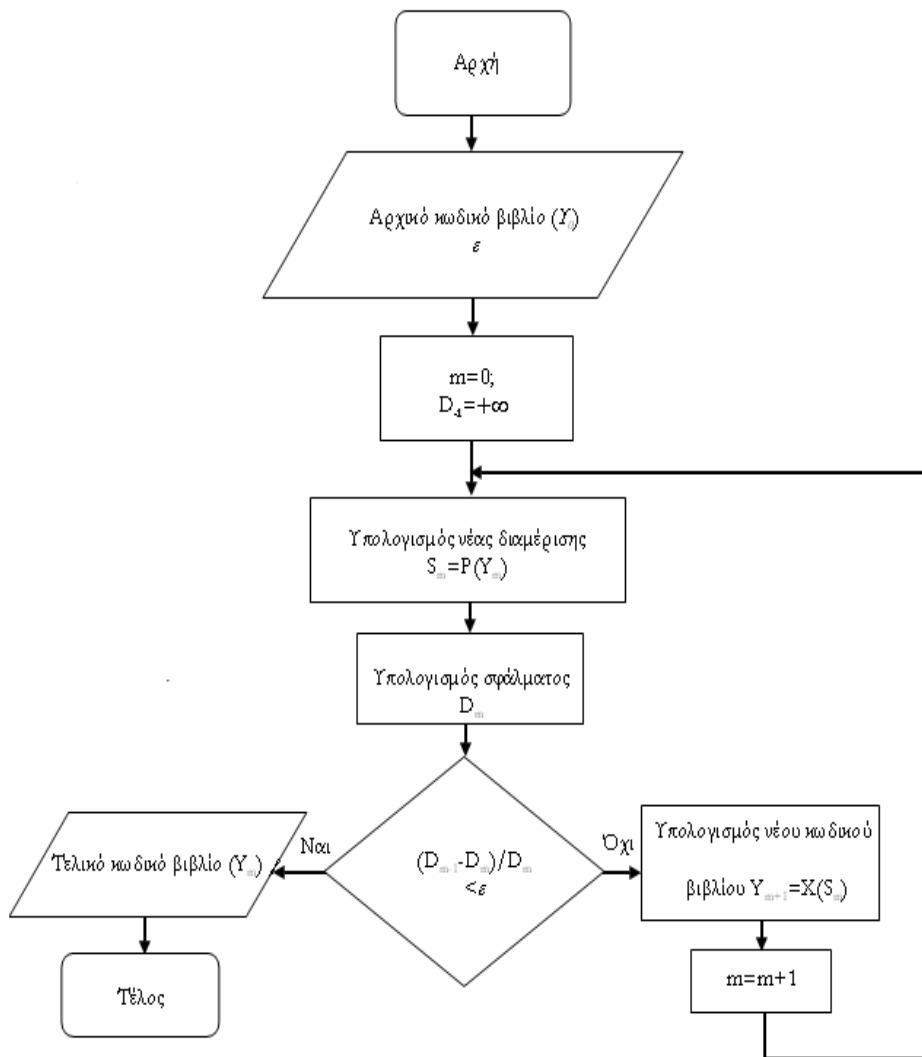 Αρχή
Αρχικό κωδικό βιβλίο (Y₀)
ε
m=0;
D₋₁=+∞
Υπολογισμός νέας διαμέρισης
Sₘ=P(Yₘ)
Υπολογισμός σφάλματος
Dₘ
Ναι
(Dₘ₋₁-Dₘ)/Dₘ
<ε
Όχι
Τελικό κωδικό βιβλίο (Yₘ)
Υπολογισμός νέου κωδικού
βιβλίου Yₘ₊₁=X(Sₘ)
Τέλος
m=m+1